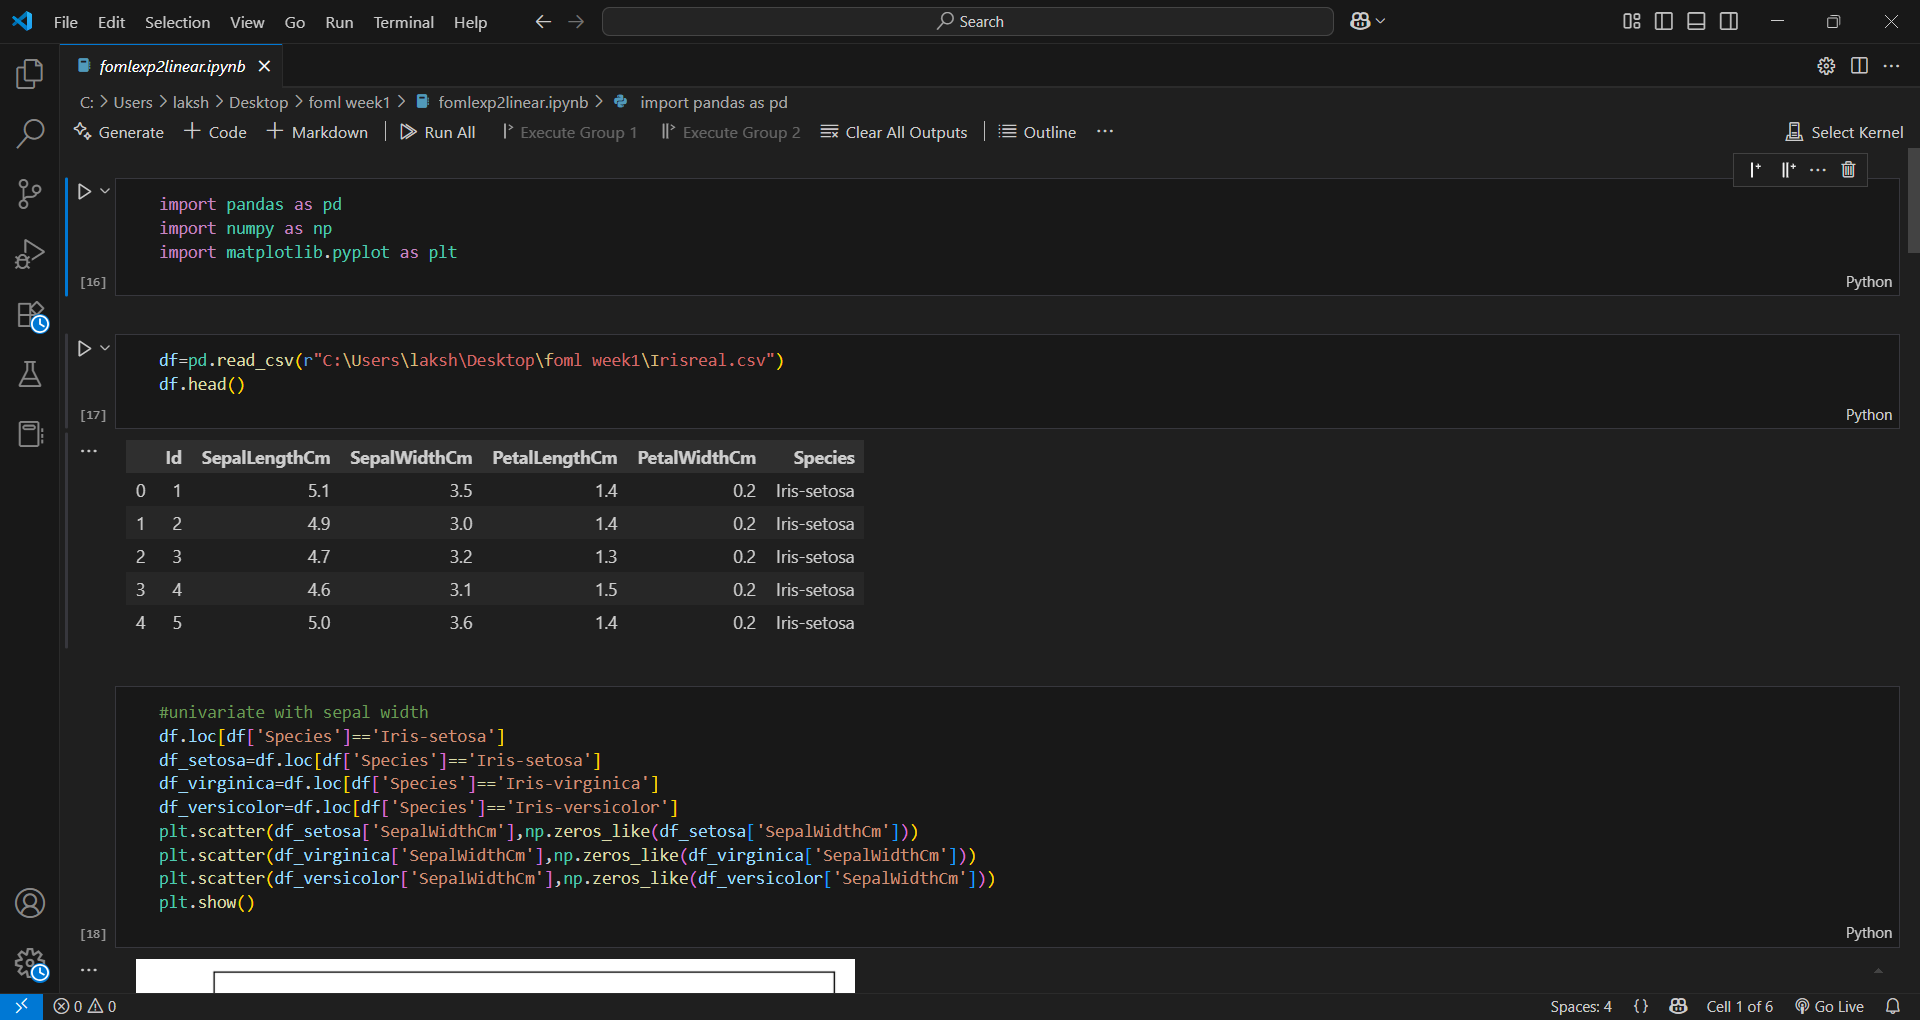 File Edit Selection View Go Run Terminal Help Search
fomlexp2linear.ipynb
C: > Users > laksh > Desktop > foml week1 > fomlexp2linear.ipynb > import pandas as pd
Generate + Code + Markdown Run All Execute Group 1 Execute Group 2 Clear All Outputs Outline ... Select Kernel
import pandas as pd
import numpy as np
import matplotlib.pyplot as plt
[16] Python
df=pd.read_csv(r"C:\Users\laksh\Desktop\foml week1\Irisreal.csv")
df.head()
[17] Python
Id SepalLengthCm SepalWidthCm PetalLengthCm PetalWidthCm Species
0 1 5.1 3.5 1.4 0.2 Iris-setosa
1 2 4.9 3.0 1.4 0.2 Iris-setosa
2 3 4.7 3.2 1.3 0.2 Iris-setosa
3 4 4.6 3.1 1.5 0.2 Iris-setosa
4 5 5.0 3.6 1.4 0.2 Iris-setosa
#univariate with sepal width
df.loc[df['Species']=='Iris-setosa']
df_setosa=df.loc[df['Species']=='Iris-setosa']
df_virginica=df.loc[df['Species']=='Iris-virginica']
df_versicolor=df.loc[df['Species']=='Iris-versicolor']
plt.scatter(df_setosa['SepalWidthCm'],np.zeros_like(df_setosa['SepalWidthCm']))
plt.scatter(df_virginica['SepalWidthCm'],np.zeros_like(df_virginica['SepalWidthCm']))
plt.scatter(df_versicolor['SepalWidthCm'],np.zeros_like(df_versicolor['SepalWidthCm']))
plt.show()
[18] Python
0 0 Spaces: 4 {} Cell 1 of 6 Go Live